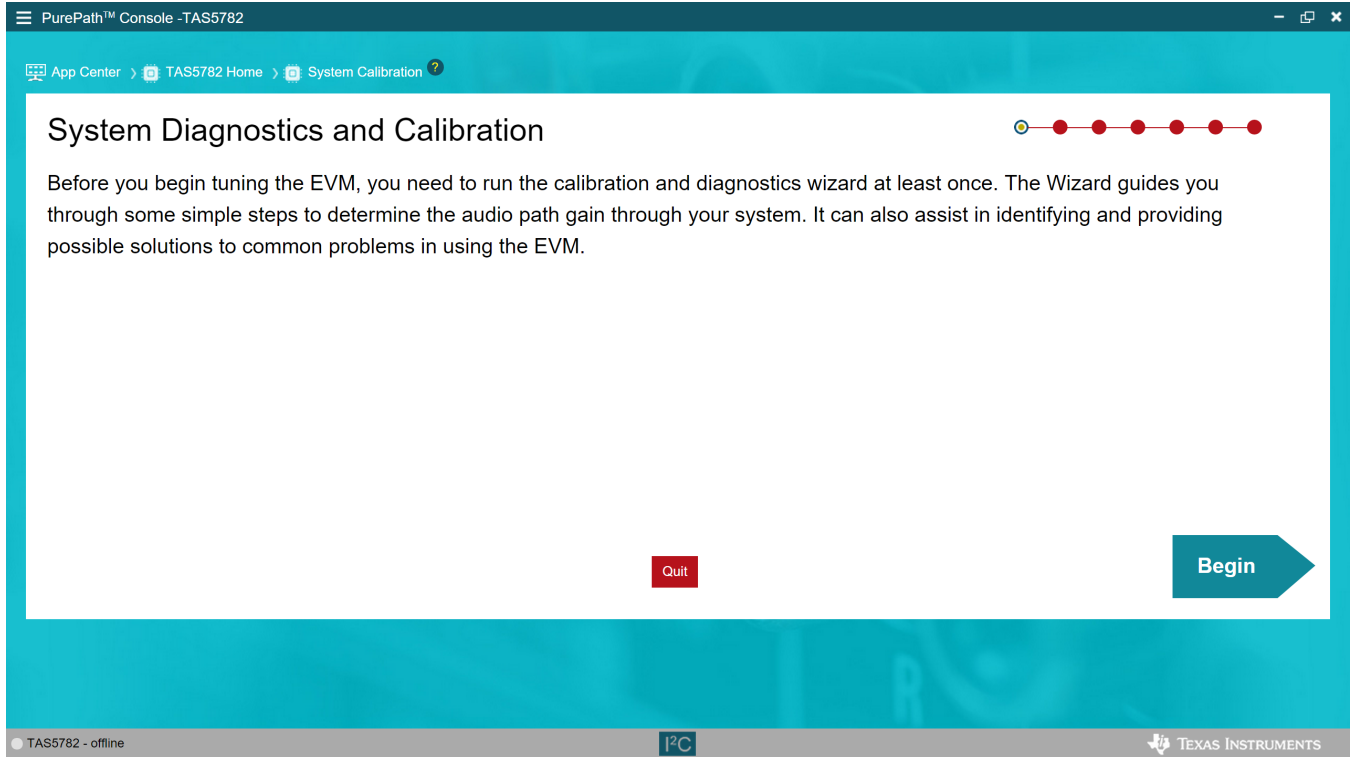 PurePath™ Console -TAS5782
App Center
TAS5782 Home
System Calibration
?
System Diagnostics and Calibration
Before you begin tuning the EVM, you need to run the calibration and diagnostics wizard at least once. The Wizard guides you
through some simple steps to determine the audio path gain through your system. It can also assist in identifying and providing
possible solutions to common problems in using the EVM.
Quit
Begin
R
TAS5782 - offline
I²C
TEXAS INSTRUMENTS